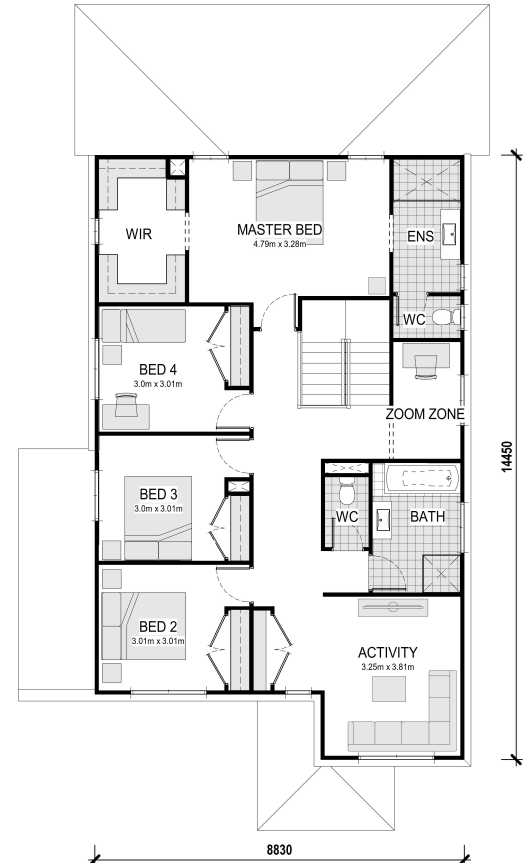 WIR
MASTER BED
4.79m x 3.28m
ENS
WC
BED 4
3.0m x 3.01m
ZOOM ZONE
14450
BED 3
3.0m x 3.01m
WC
BATH
BED 2
3.01m x 3.01m
ACTIVITY
3.25m x 3.81m
8830